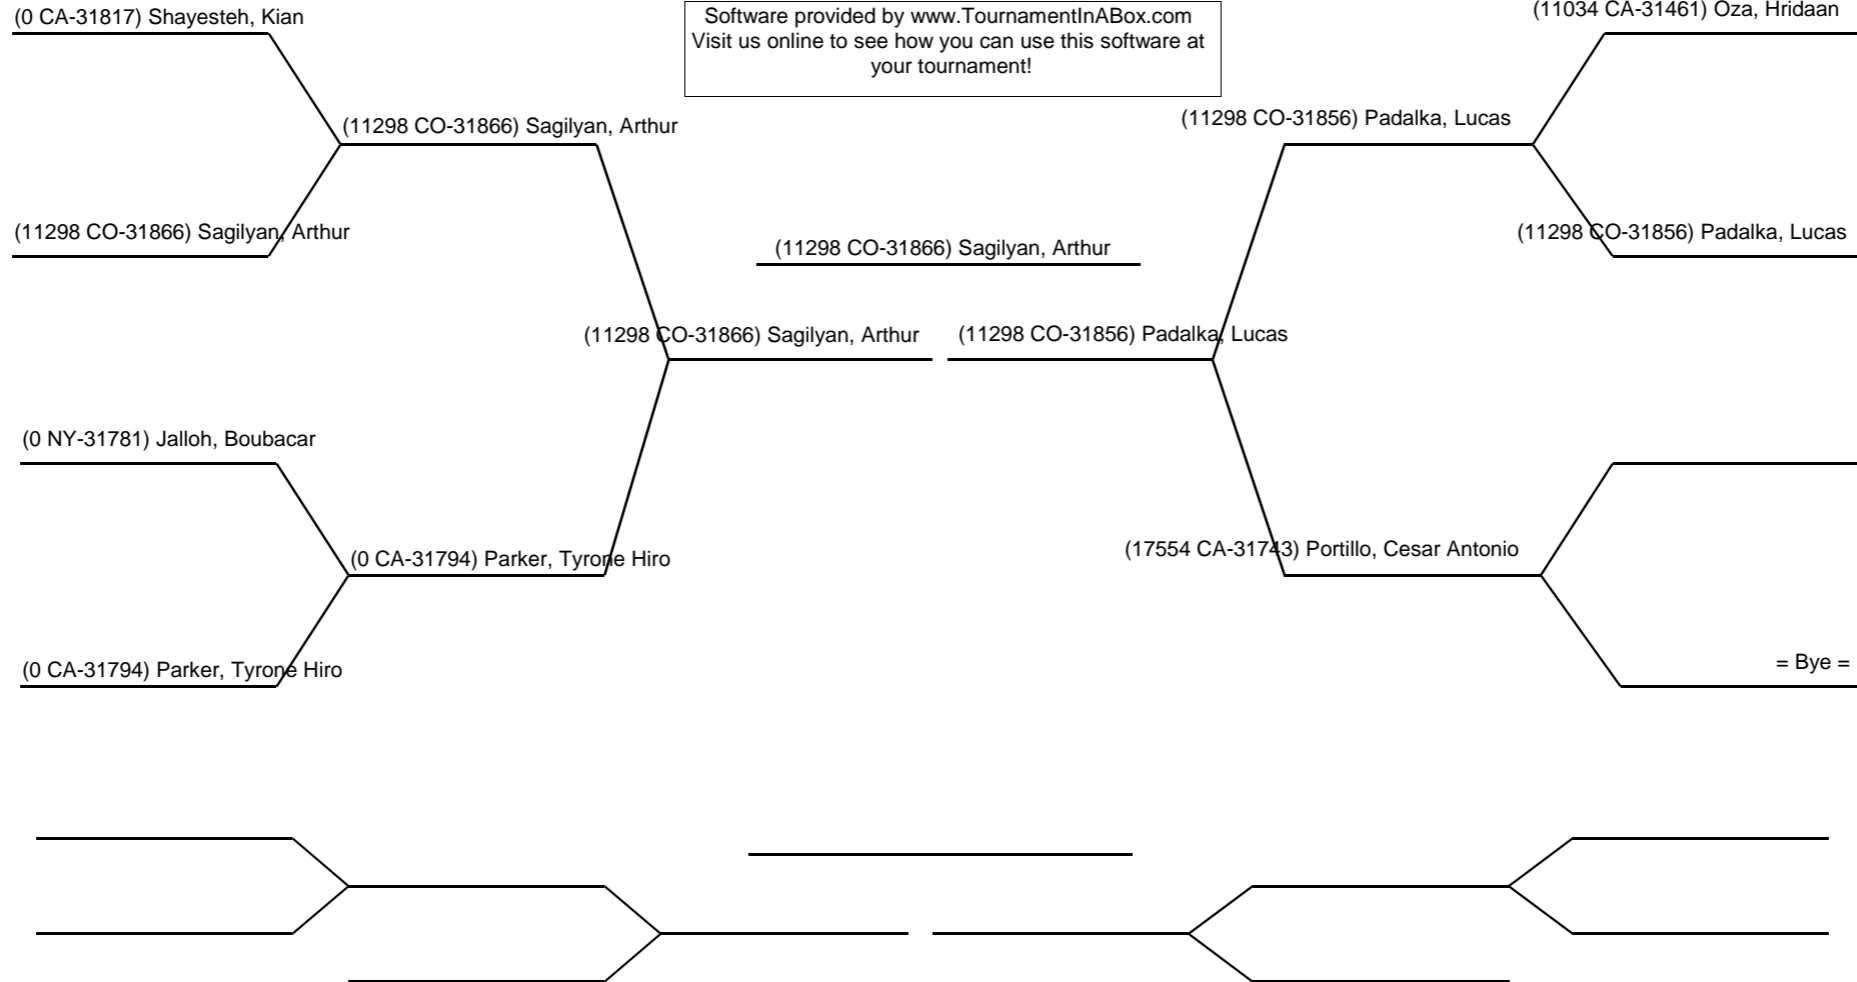 (0 CA-31817) Shayesteh, Kian
Software provided by www.TournamentInABox.com
Visit us online to see how you can use this software at
your tournament!
(11034 CA-31461) Oza, Hridaan
(11298 CO-31866) Sagilyan, Arthur
(11298 CO-31856) Padalka, Lucas
(11298 CO-31866) Sagilyan, Arthur
(11298 CO-31866) Sagilyan, Arthur
(11298 CO-31856) Padalka, Lucas
(11298 CO-31866) Sagilyan, Arthur
(11298 CO-31856) Padalka, Lucas
(0 NY-31781) Jalloh, Boubacar
(0 CA-31794) Parker, Tyrone Hiro
(17554 CA-31743) Portillo, Cesar Antonio
(0 CA-31794) Parker, Tyrone Hiro
= Bye =